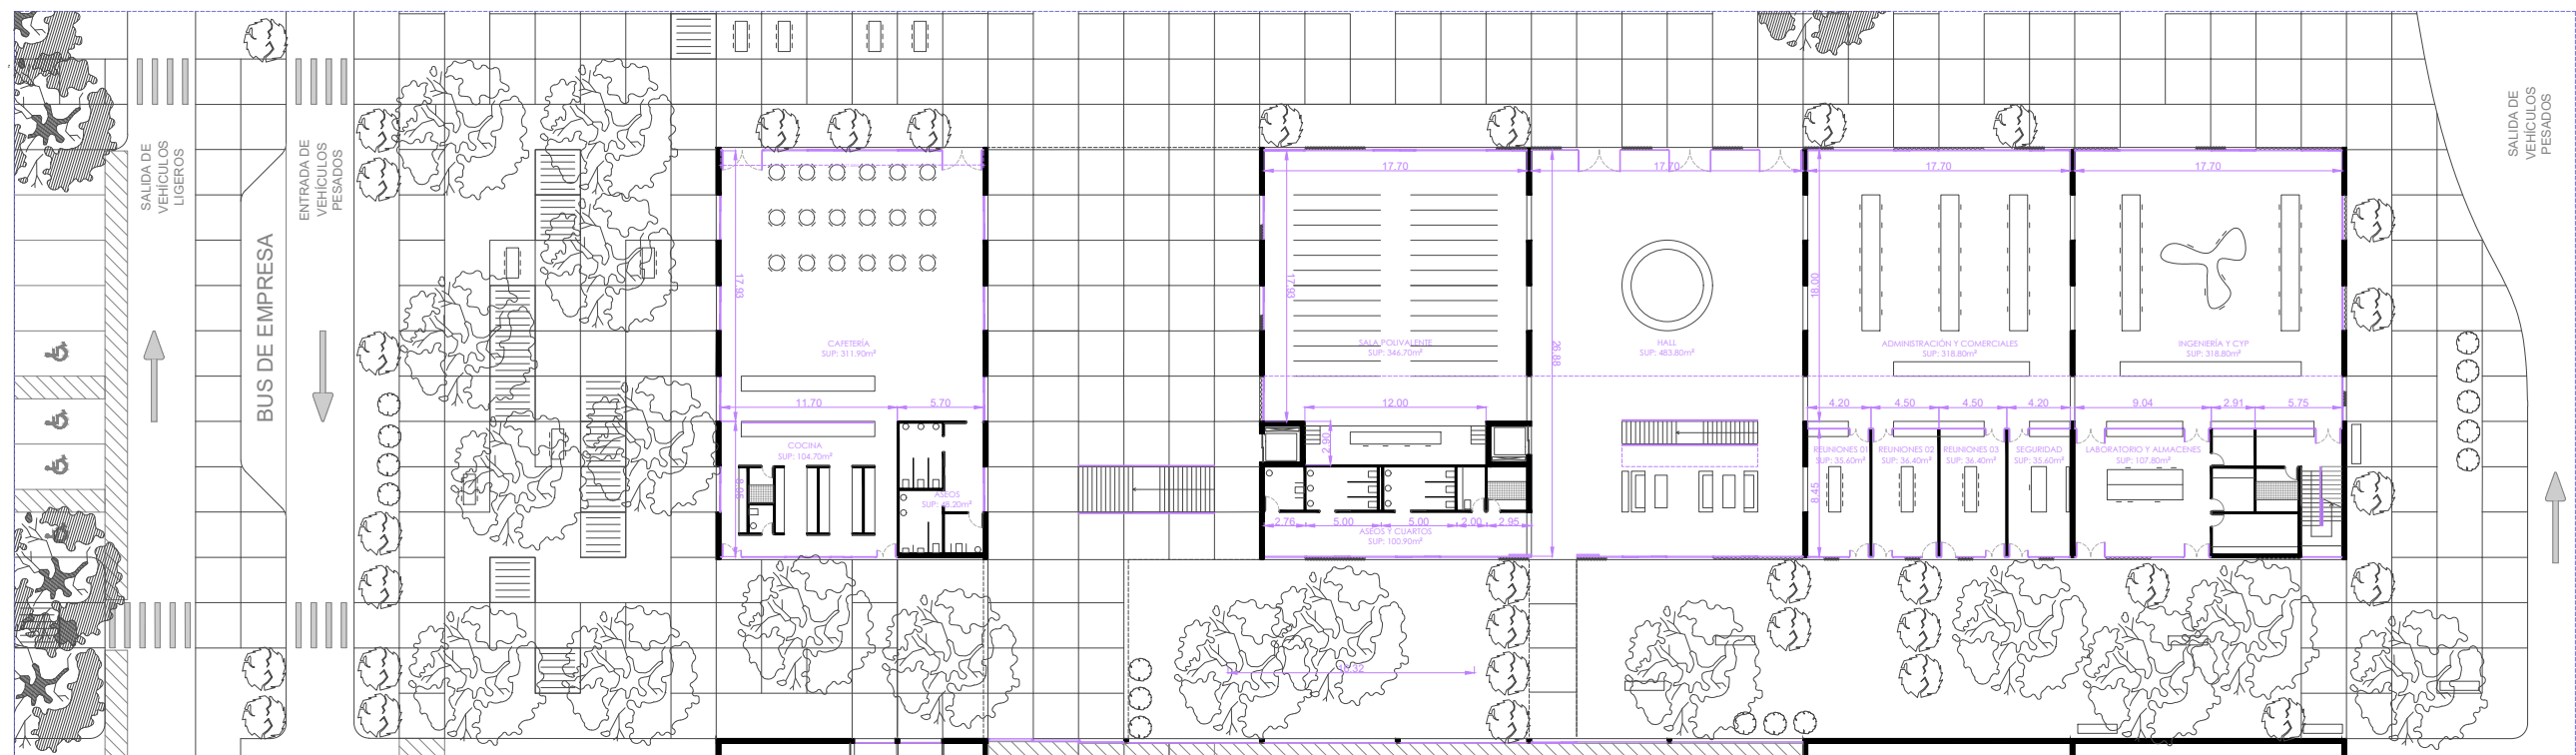 SALIDA DE
VEHÍCULOS
LIGEROS
BUS DE EMPRESA
ENTRADA DE
VEHÍCULOS
PESADOS
17.93
CAFETERÍA
SUP: 311.90m²
11.70
5.70
COCINA
SUP: 104.70m²
ASEOS
17.70
17.93
SALA POLIVALENTE
SUP: 346.70m²
12.00
2.90
2.76
5.00
5.00
2.00
2.95
ASEOS Y CUARTOS
SUP: 100.90m²
17.70
26.88
HALL
SUP: 483.80m²
17.70
18.00
ADMINISTRACIÓN Y COMERCIALES
SUP: 318.80m²
17.70
INGENIERÍA Y CYP
SUP: 318.80m²
4.20
4.50
4.50
4.20
9.04
2.91
5.75
REUNIONES 01
SUP: 35.60m²
REUNIONES 02
SUP: 36.40m²
REUNIONES 03
SUP: 36.40m²
SEGURIDAD
SUP: 35.60m²
LABORATORIO Y ALMACENES
SUP: 107.80m²
8.45
SALIDA DE
VEHÍCULOS
PESADOS